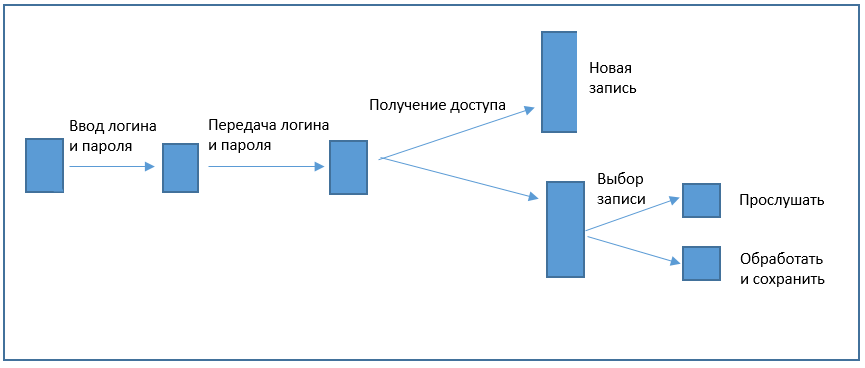 Ввод логина
и пароля
Передача логина
и пароля
Получение доступа
Новая
запись
Выбор
записи
Прослушать
Обработать
и сохранить